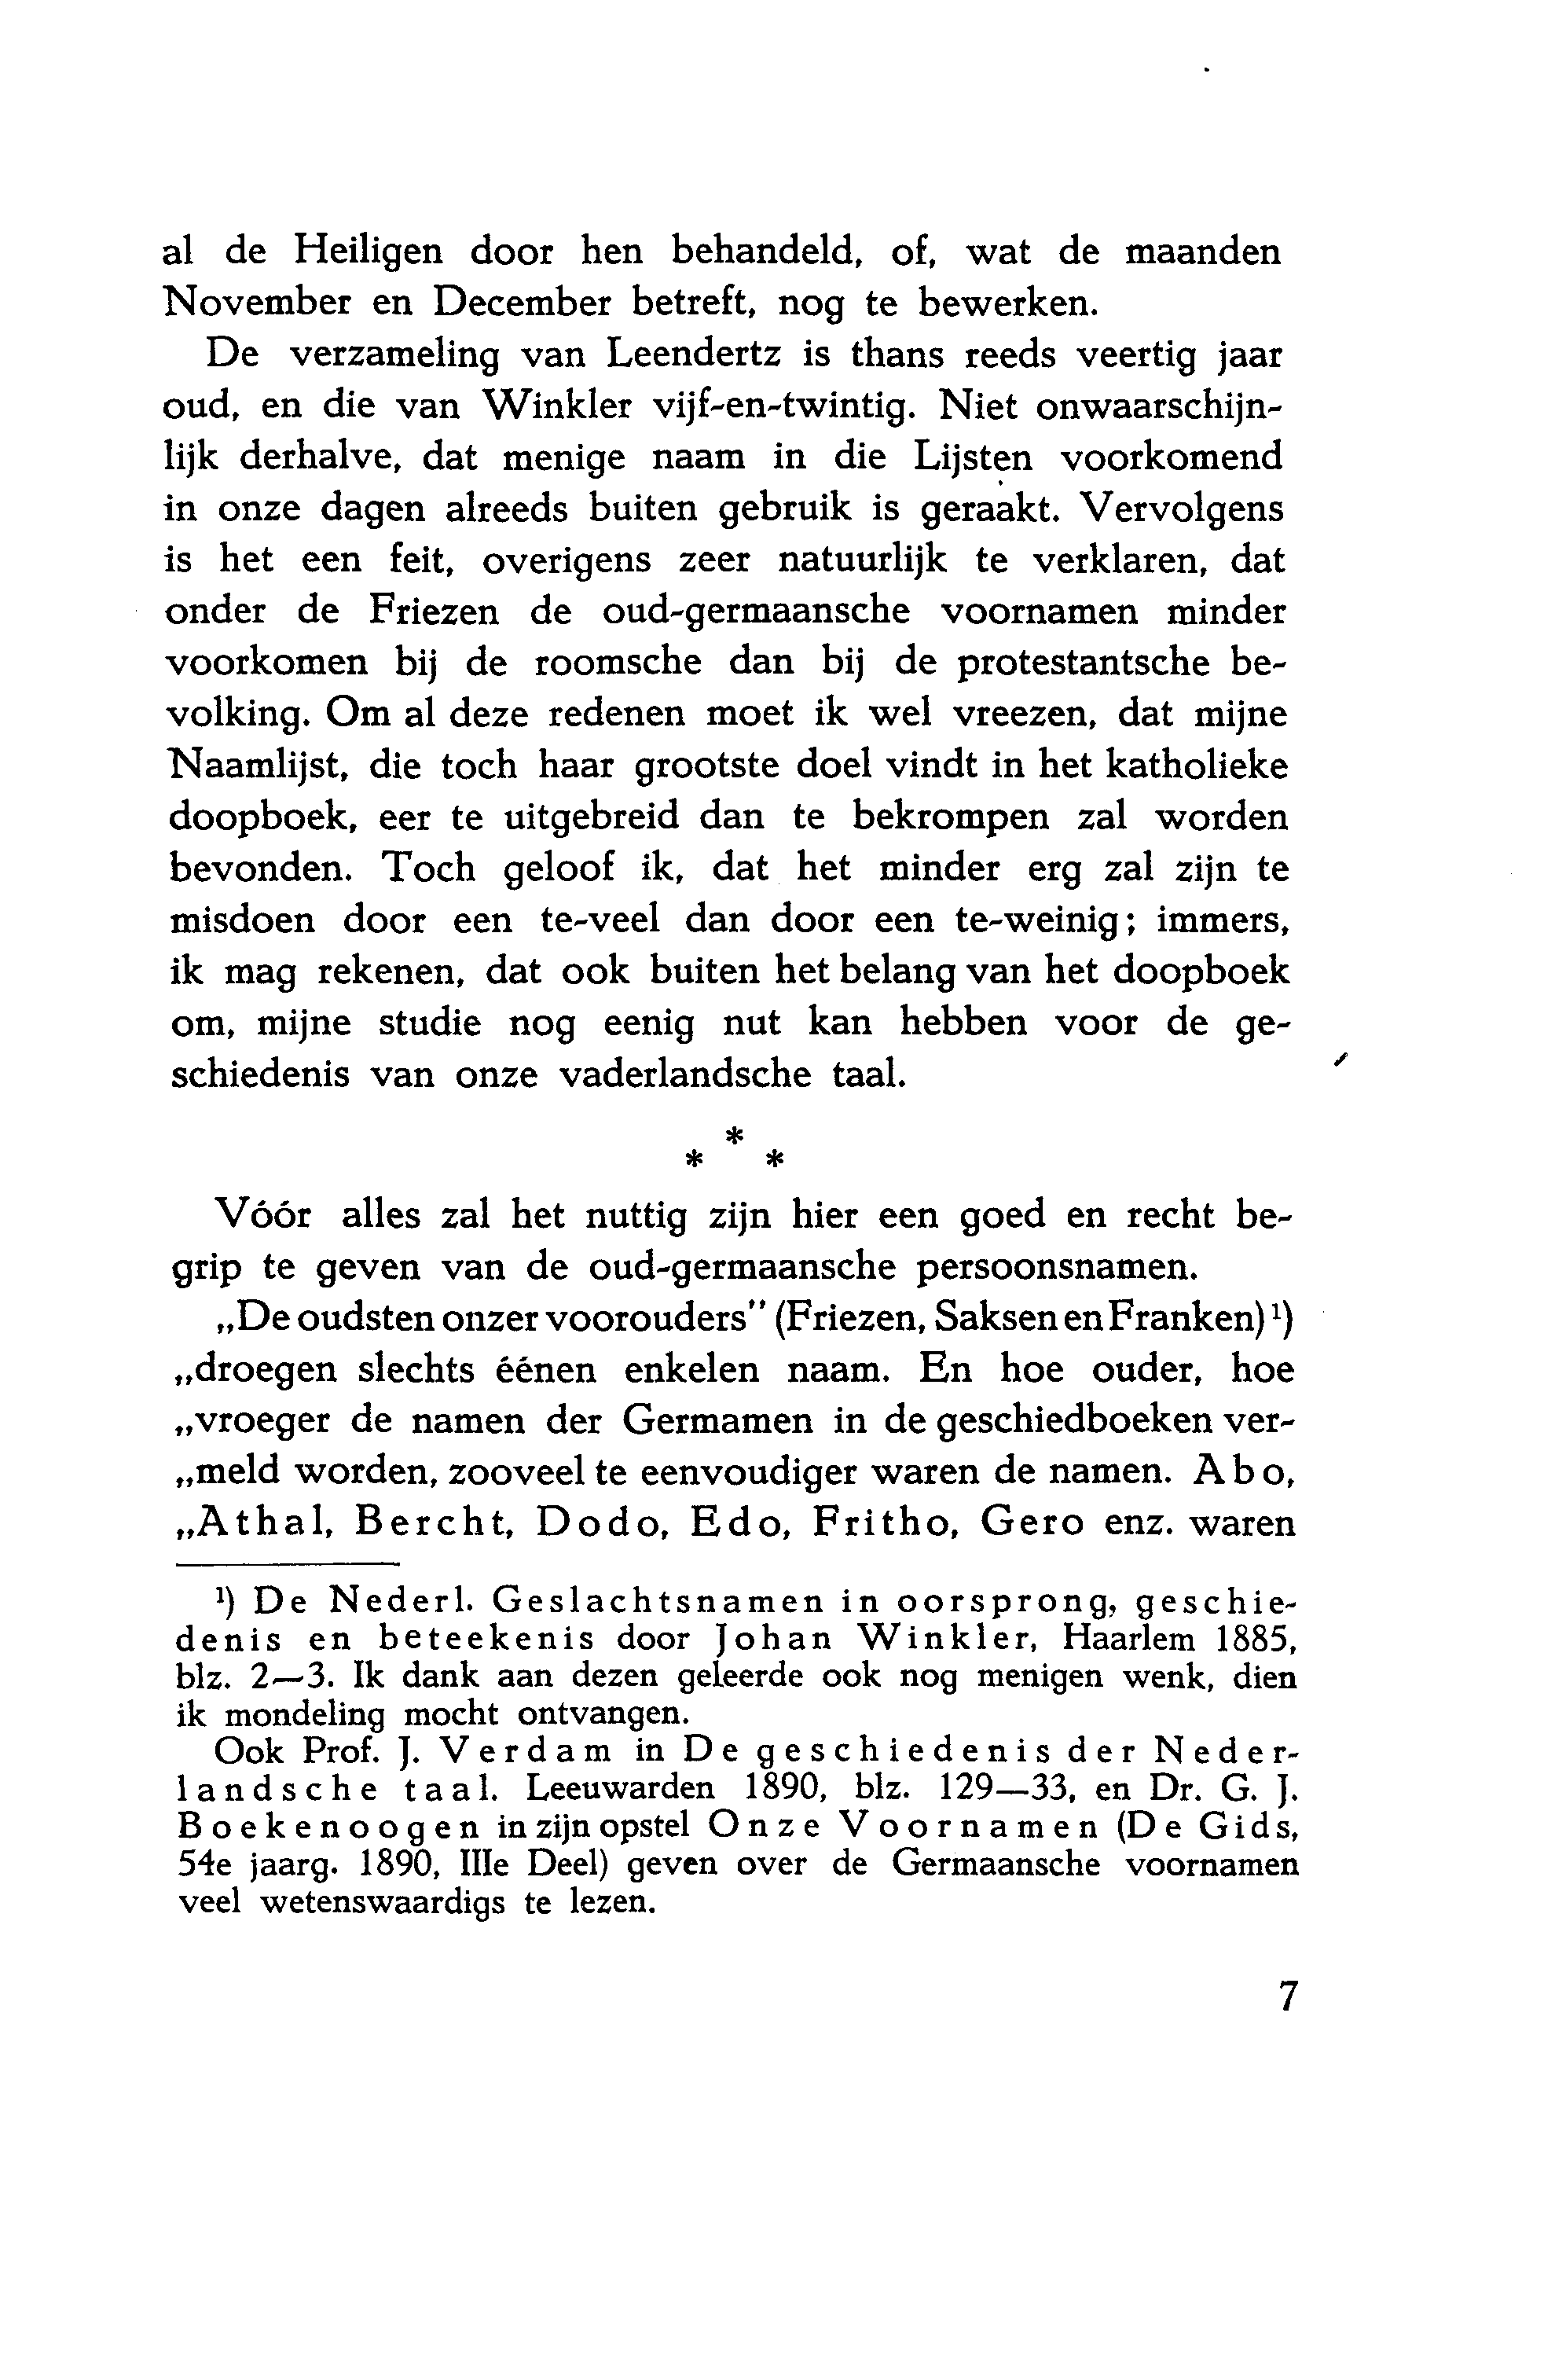 al de Heiligen door hen behandeld, of, wat de maanden
November en December betreft, nog te bewerken.
De verzameling van Leendertz is thans reeds veertig jaar
oud, en die van Winkler vijf-en-twintig. Niet onwaarschijn-
lijk derhalve, dat menige naam in die Lijsten voorkomend
in onze dagen alreeds buiten gebruik is geraakt. Vervolgens
is het een feit, overigens zeer natuurlijk te verklaren, dat
onder de Friezen de oud-germaansche voornamen minder
voorkomen bij de roomsche dan bij de protestantsche be-
volking. Om al deze redenen moet ik wel vreezen, dat mijne
Naamlijst, die toch haar grootste doel vindt in het katholieke
doopboek, eer te uitgebreid dan te bekrompen zal worden
bevonden. Toch geloof ik, dat het minder erg zal zijn te
misdoen door een te-veel dan door een te-weinig; immers,
ik mag rekenen, dat ook buiten het belang van het doopboek
om, mijne studie nog eenig nut kan hebben voor de ge-
schiedenis van onze vaderlandsche taal.
*
* *
Vóór alles zal het nuttig zijn hier een goed en recht be-
grip te geven van de oud-germaansche persoonsnamen.
„De oudsten onzer voorouders" (Friezen, Saksen en Franken) ¹)
„droegen slechts éénen enkelen naam. En hoe ouder, hoe
„vroeger de namen der Germamen in de geschiedboeken ver-
„meld worden, zooveel te eenvoudiger waren de namen. Abo,
„Athal, Bercht, Dodo, Edo, Fritho, Gero enz. waren
¹) De Nederl. Geslachtsnamen in oorsprong, geschie-
denis en beteekenis door Johan Winkler, Haarlem 1885,
blz. 2—3. Ik dank aan dezen geleerde ook nog menigen wenk, dien
ik mondeling mocht ontvangen.
Ook Prof. J. Verdam in De geschiedenis der Neder-
landsche taal. Leeuwarden 1890, blz. 129—33, en Dr. G. J.
Boekenoogen in zijn opstel Onze Voornamen (De Gids,
54e jaarg. 1890, IIIe Deel) geven over de Germaansche voornamen
veel wetenswaardigs te lezen.
7